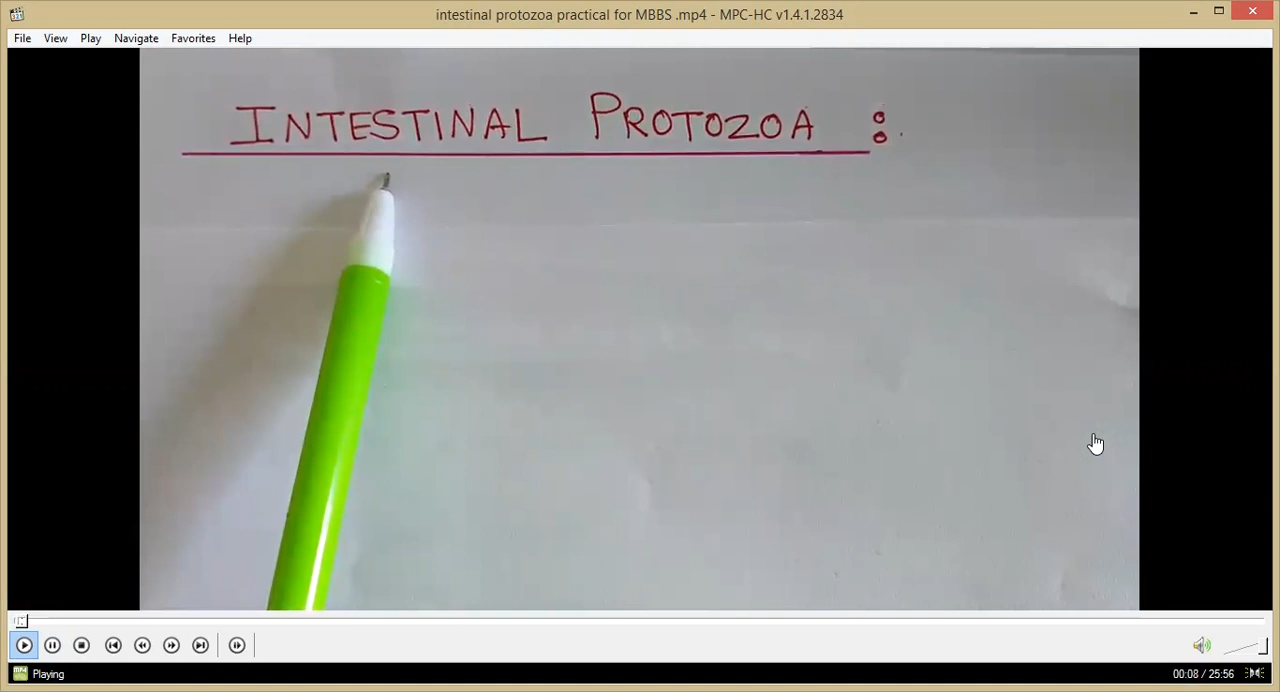 intestinal protozoa practical for MBBS .mp4 - MPC-HC v1.4.1.2834
File View Play Navigate Favorites Help
INTESTINAL PROTOZOA :
Playing
00:08 / 25:56